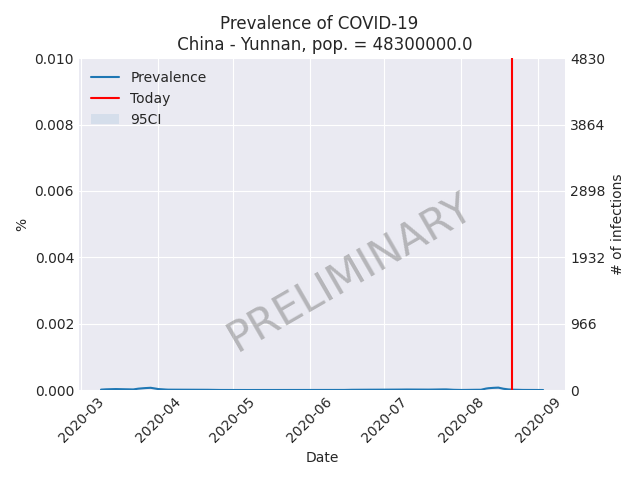 Prevalence of COVID-19
China - Yunnan, pop. = 48300000.0
0.010
0.008
0.006
0.004
0.002
0.000
%
Prevalence
Today
95CI
PRELIMINARY
4830
3864
2898
1932
966
0
# of infections
2020-03
2020-04
2020-05
2020-06
2020-07
2020-08
2020-09
Date